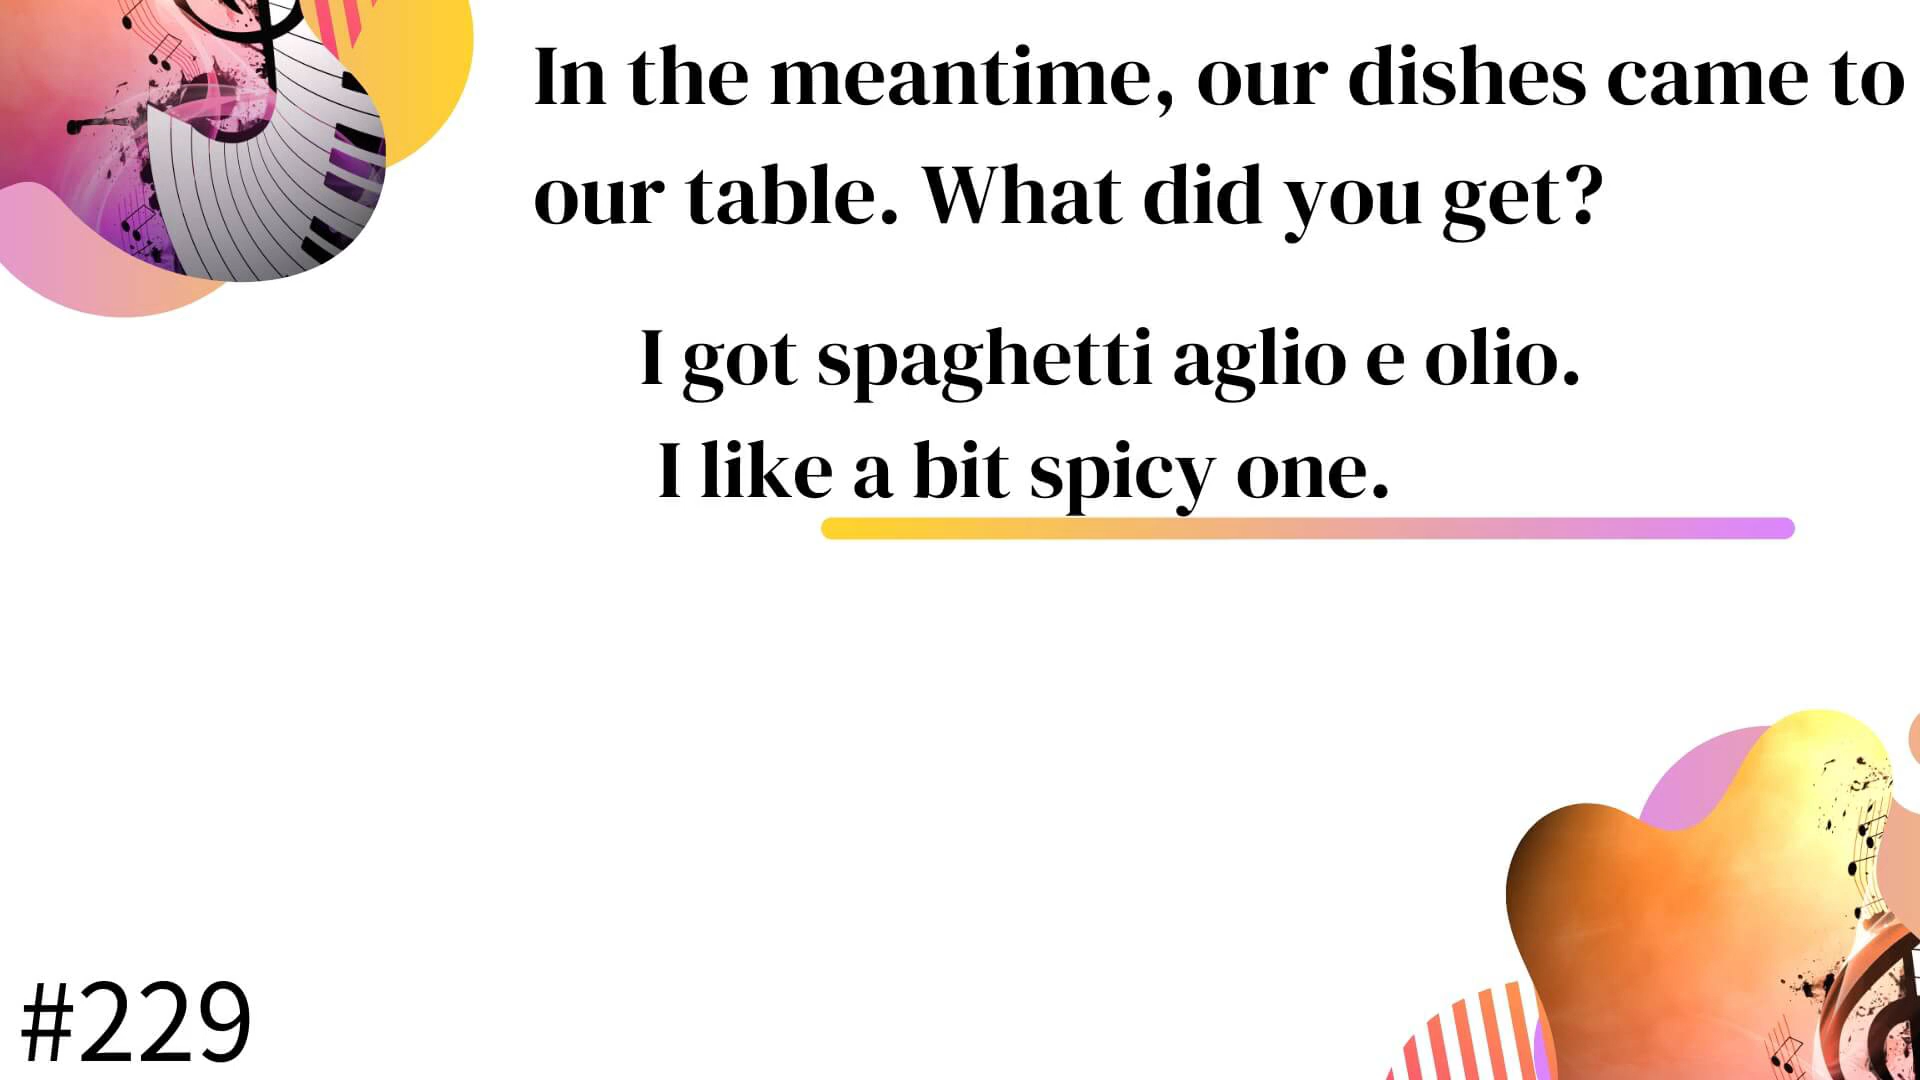 In the meantime, our dishes came to
our table. What did you get?
I got spaghetti aglio e olio.
I like a bit spicy one.
#229